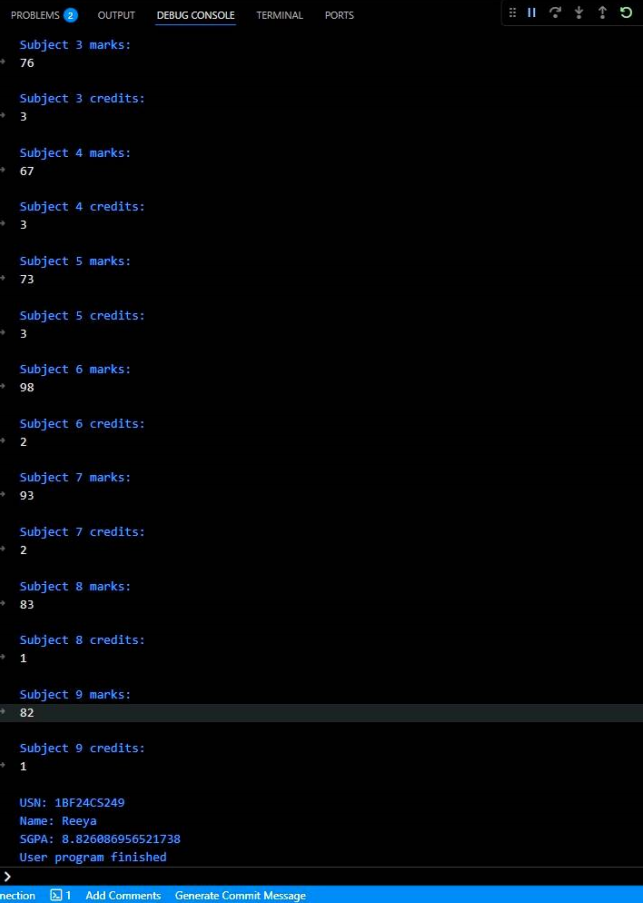 PROBLEMS 2 OUTPUT DEBUG CONSOLE TERMINAL PORTS
Subject 3 marks:
76
Subject 3 credits:
3
Subject 4 marks:
67
Subject 4 credits:
3
Subject 5 marks:
73
Subject 5 credits:
3
Subject 6 marks:
98
Subject 6 credits:
2
Subject 7 marks:
93
Subject 7 credits:
2
Subject 8 marks:
83
Subject 8 credits:
1
Subject 9 marks:
82
Subject 9 credits:
1
USN: 1BF24CS249
Name: Reeya
SGPA: 8.826086956521738
User program finished
nection 1 Add Comments Generate Commit Message